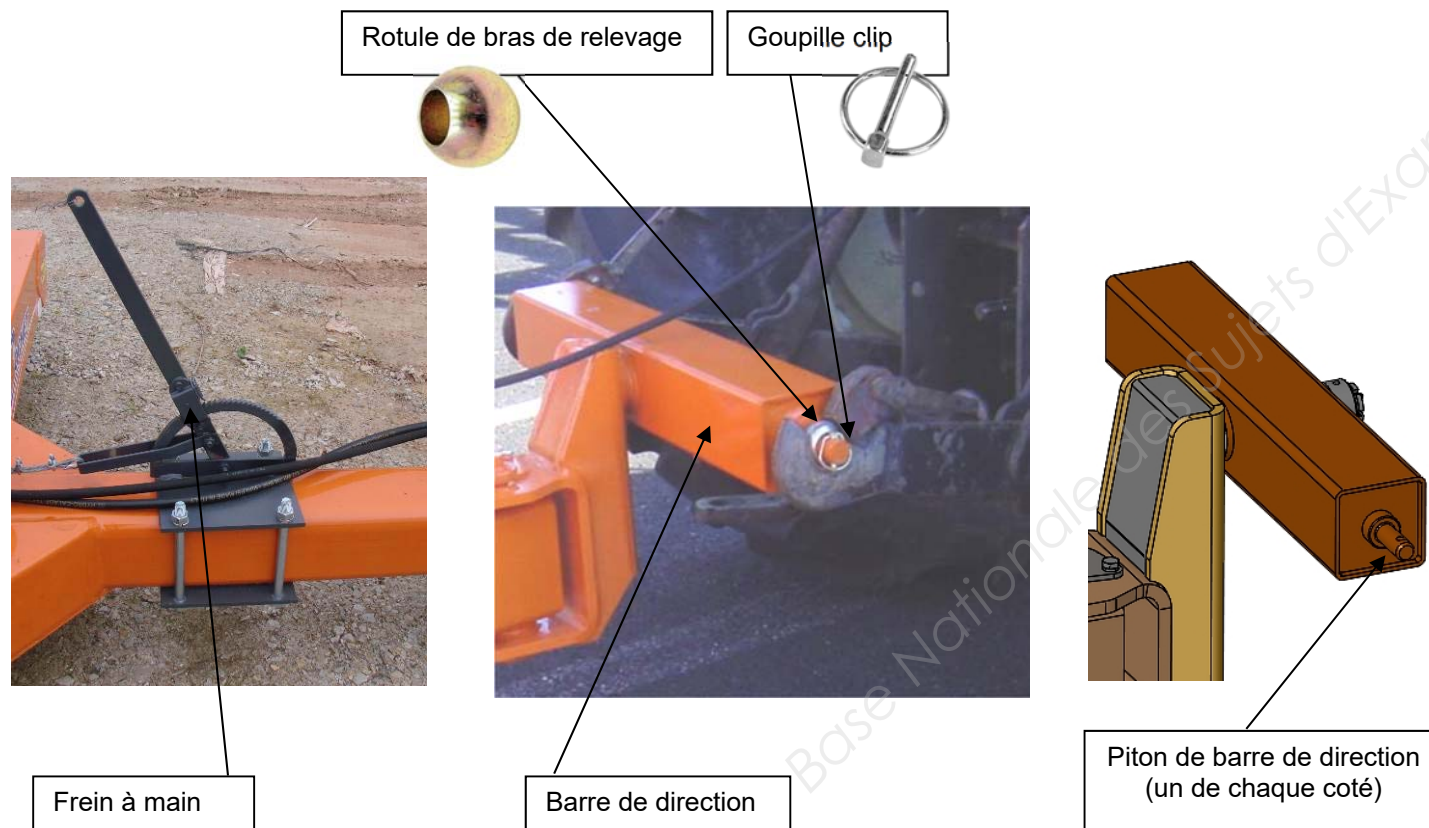 Rotule de bras de relevage
Goupille clip
Frein à main
Barre de direction
Piton de barre de direction
(un de chaque coté)
Base Nationale des Sujets d'Exam